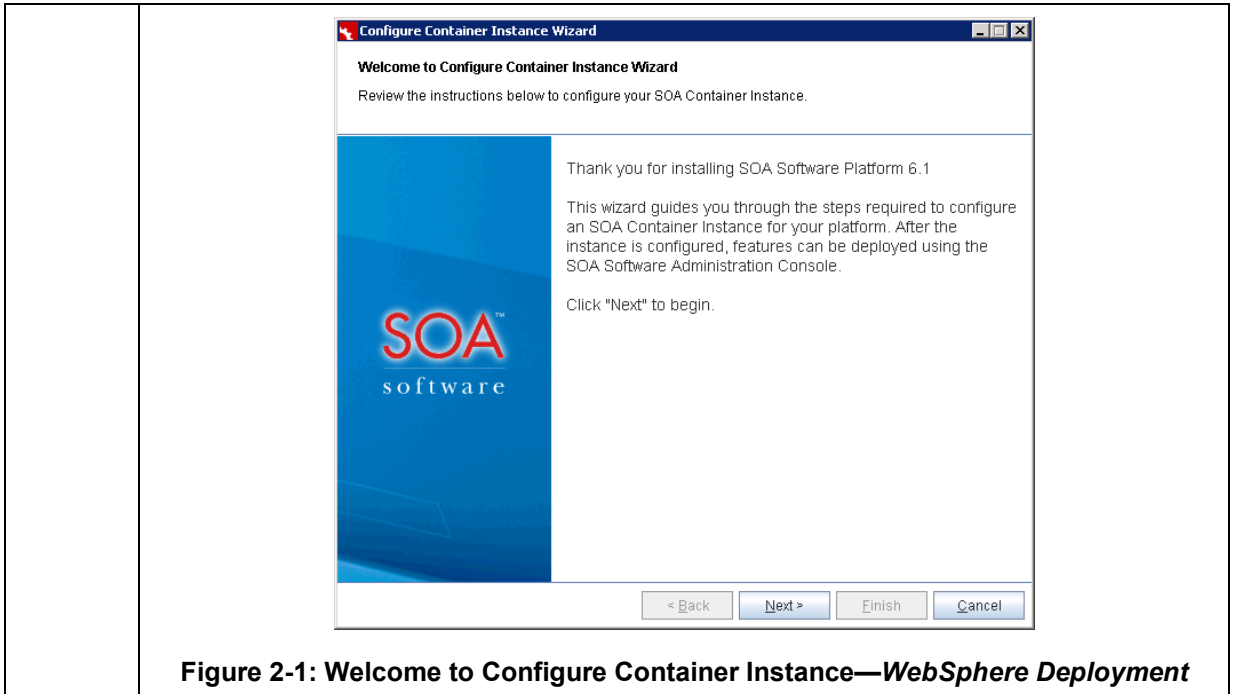 Configure Container Instance Wizard
Welcome to Configure Container Instance Wizard
Review the instructions below to configure your SOA Container Instance.
Thank you for installing SOA Software Platform 6.1
This wizard guides you through the steps required to configure
an SOA Container Instance for your platform. After the
instance is configured, features can be deployed using the
SOA Software Administration Console.
Click "Next" to begin.
SOA™
software
< Back
Next >
Finish
Cancel
Figure 2-1: Welcome to Configure Container Instance—WebSphere Deployment